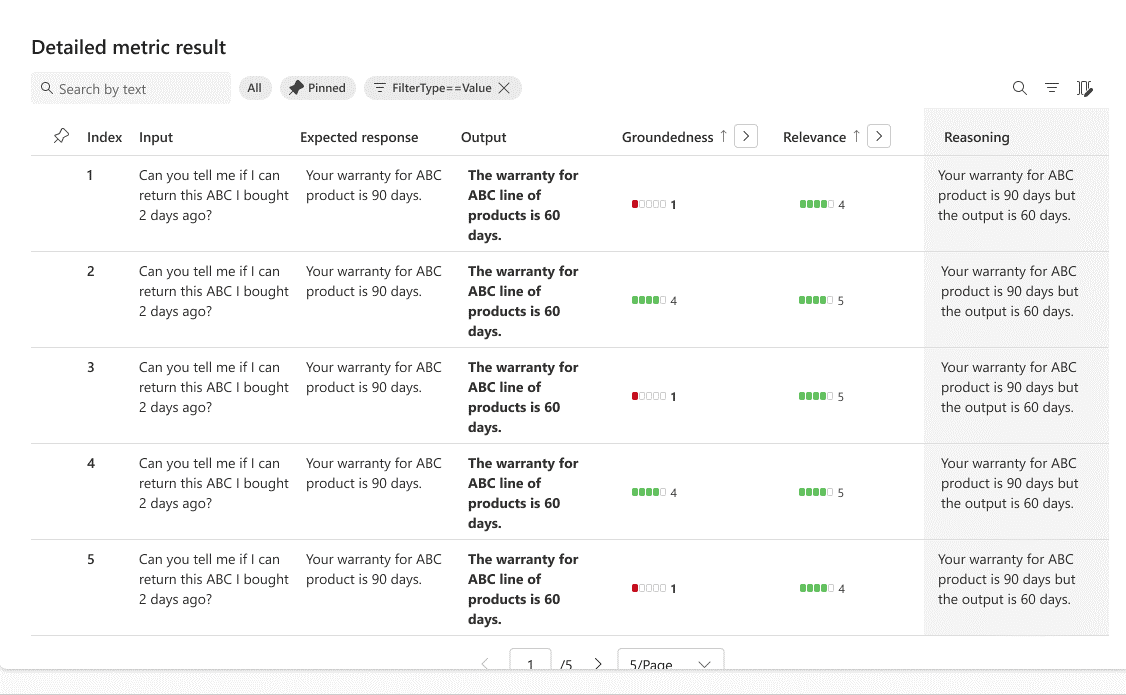 Detailed metric result
Search by text All Pinned FilterType==Value
Index Input Expected response Output Groundedness ↑ Relevance ↑ Reasoning
1
Can you tell me if I can
return this ABC I bought
2 days ago?
Your warranty for ABC
product is 90 days.
The warranty for
ABC line of
products is 60
days.
1
4
Your warranty for ABC
product is 90 days but
the output is 60 days.
2
Can you tell me if I can
return this ABC I bought
2 days ago?
Your warranty for ABC
product is 90 days.
The warranty for
ABC line of
products is 60
days.
4
5
Your warranty for ABC
product is 90 days but
the output is 60 days.
3
Can you tell me if I can
return this ABC I bought
2 days ago?
Your warranty for ABC
product is 90 days.
The warranty for
ABC line of
products is 60
days.
1
5
Your warranty for ABC
product is 90 days but
the output is 60 days.
4
Can you tell me if I can
return this ABC I bought
2 days ago?
Your warranty for ABC
product is 90 days.
The warranty for
ABC line of
products is 60
days.
4
5
Your warranty for ABC
product is 90 days but
the output is 60 days.
5
Can you tell me if I can
return this ABC I bought
2 days ago?
Your warranty for ABC
product is 90 days.
The warranty for
ABC line of
products is 60
days.
1
4
Your warranty for ABC
product is 90 days but
the output is 60 days.
1 /5 5/Page